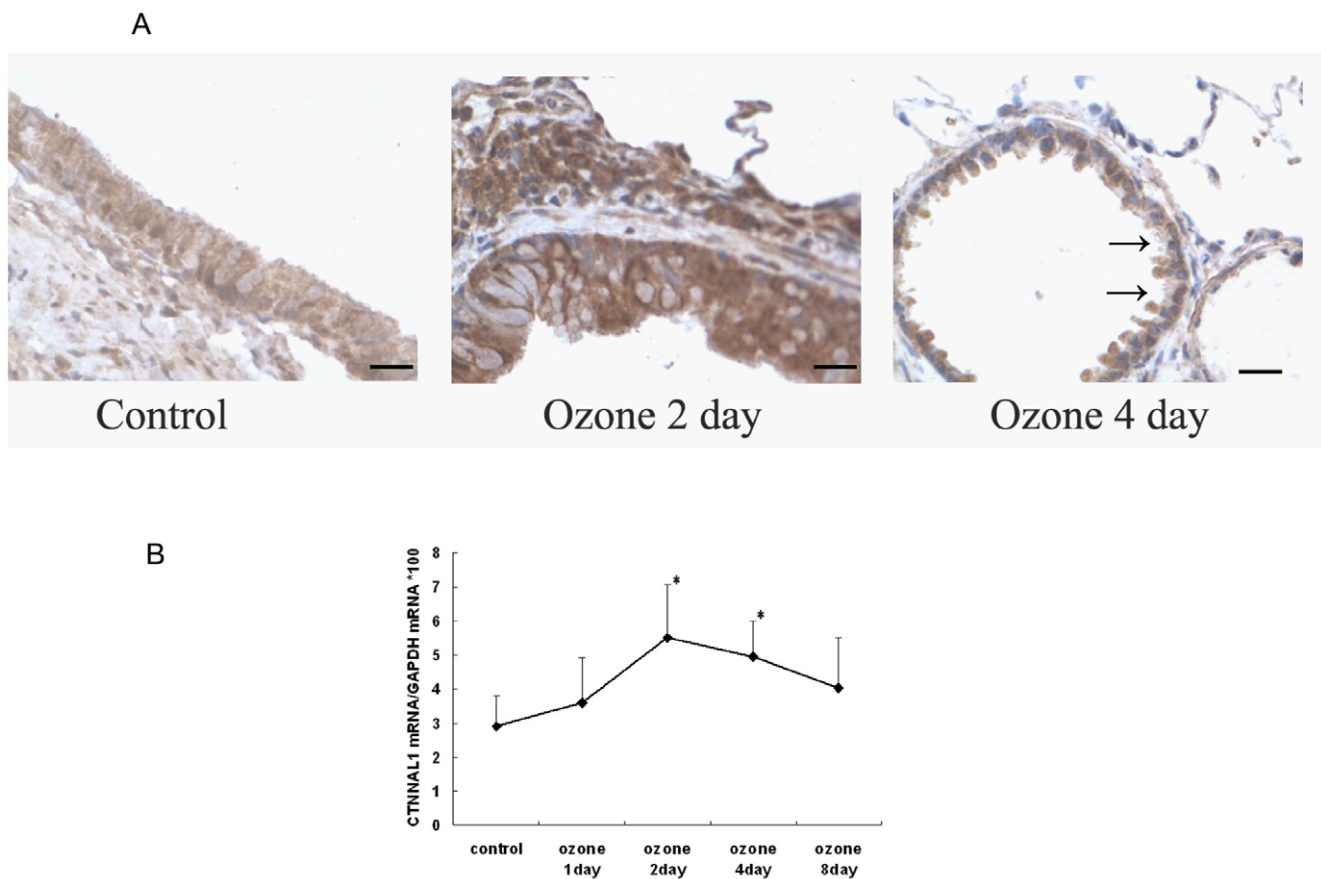 A
Control
Ozone 2 day
Ozone 4 day
B
CTNNAL1 mRNA/GAPDH mRNA *100
8
7
6
5
4
3
2
1
0
*
*
control
ozone 1day
ozone 2day
ozone 4day
ozone 8day